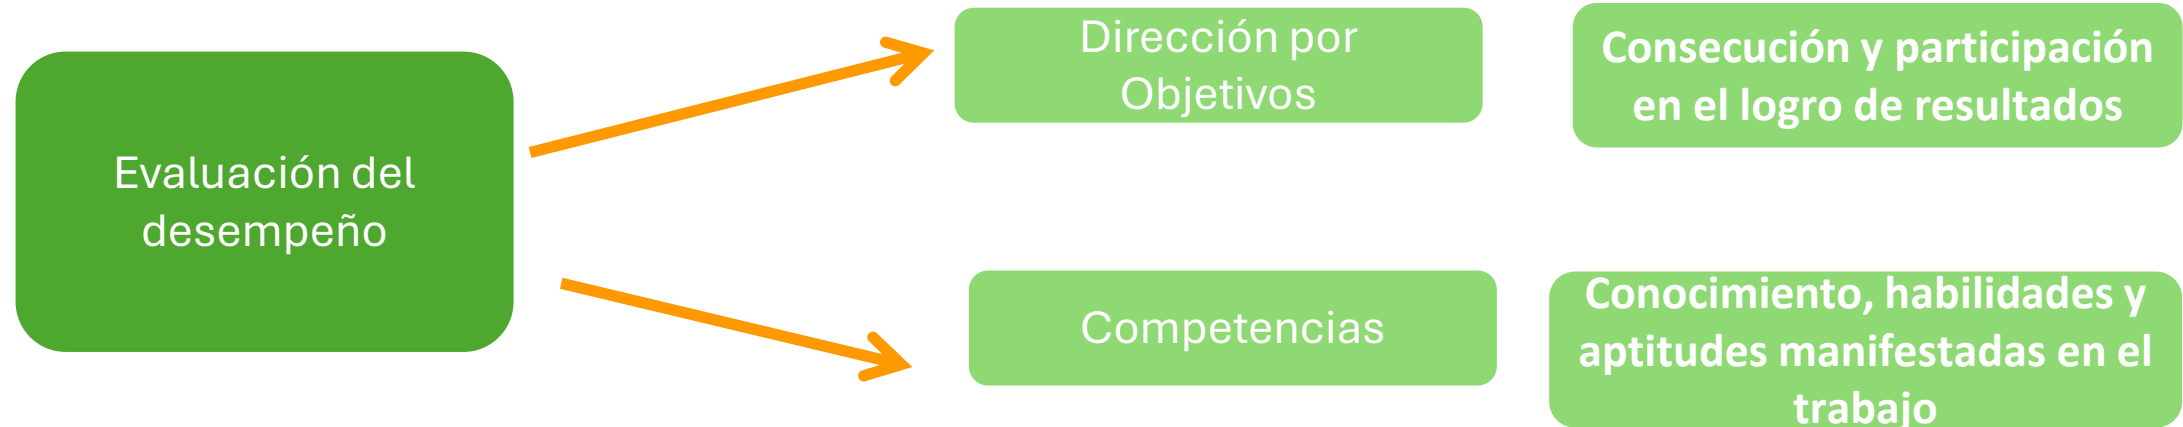 Evaluación del
desempeño
Dirección por
Objetivos
Consecución y participación
en el logro de resultados
Competencias
Conocimiento, habilidades y
aptitudes manifestadas en el
trabajo